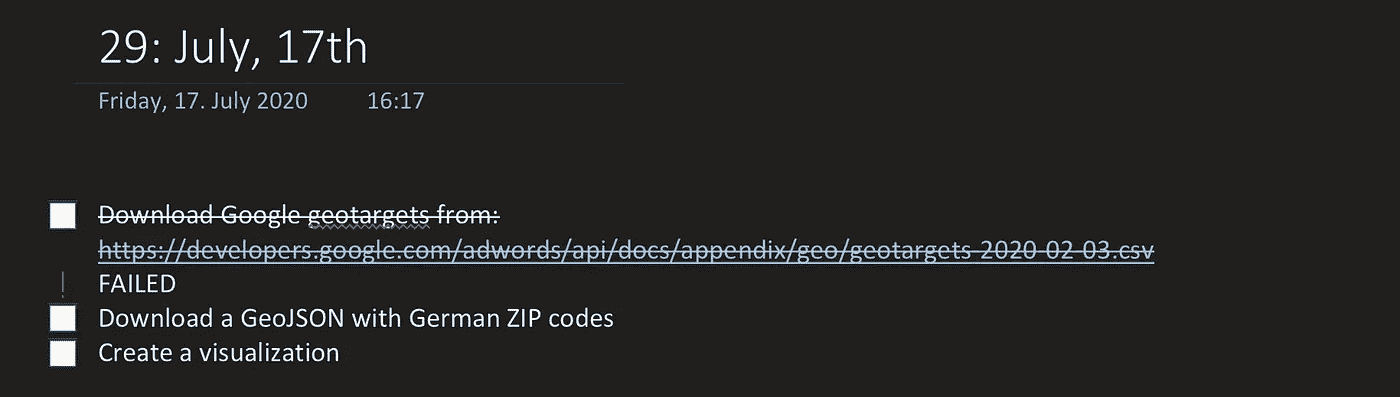 29: July, 17th
Friday, 17. July 2020 16:17
Download Google geotargets from:
https://developers.google.com/adwords/api/docs/appendix/geo/geotargets-2020-02-03.csv
FAILED
Download a GeoJSON with German ZIP codes
Create a visualization